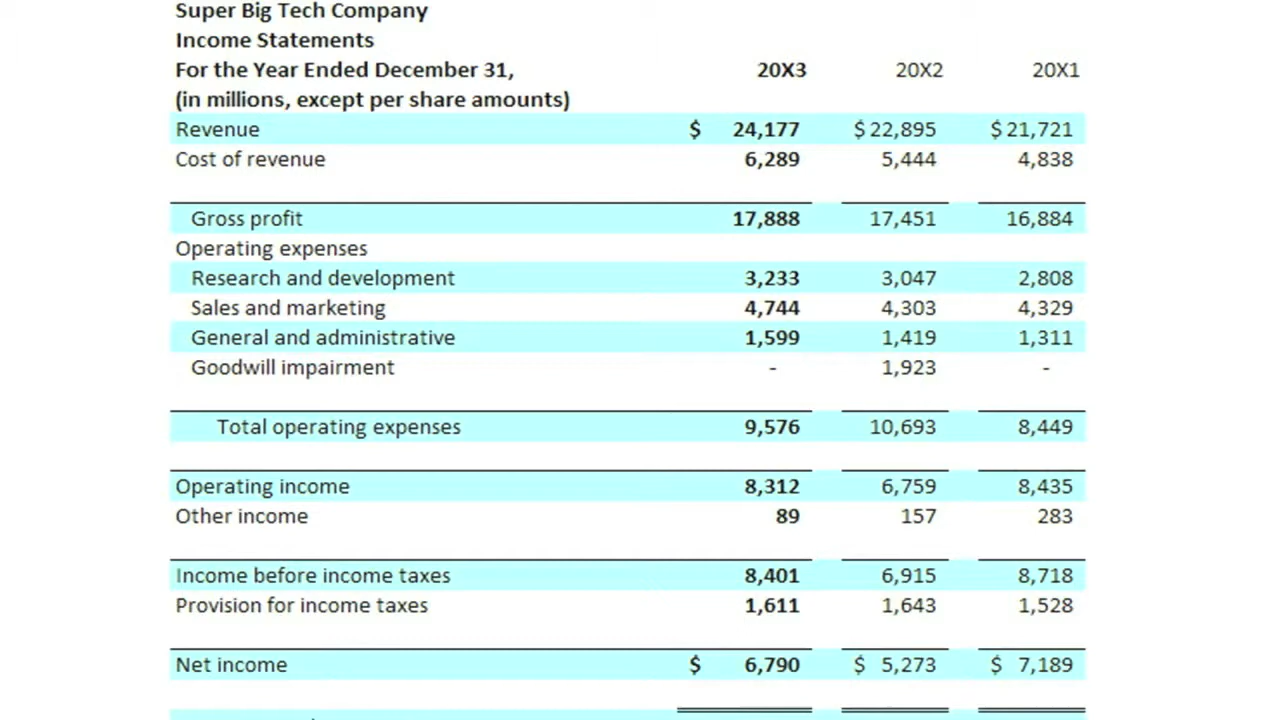 Super Big Tech Company
Income Statements
For the Year Ended December 31, 20X3 20X2 20X1
(in millions, except per share amounts)
Revenue $ 24,177 $ 22,895 $ 21,721
Cost of revenue 6,289 5,444 4,838
Gross profit 17,888 17,451 16,884
Operating expenses
Research and development 3,233 3,047 2,808
Sales and marketing 4,744 4,303 4,329
General and administrative 1,599 1,419 1,311
Goodwill impairment - 1,923 -
Total operating expenses 9,576 10,693 8,449
Operating income 8,312 6,759 8,435
Other income 89 157 283
Income before income taxes 8,401 6,915 8,718
Provision for income taxes 1,611 1,643 1,528
Net income $ 6,790 $ 5,273 $ 7,189